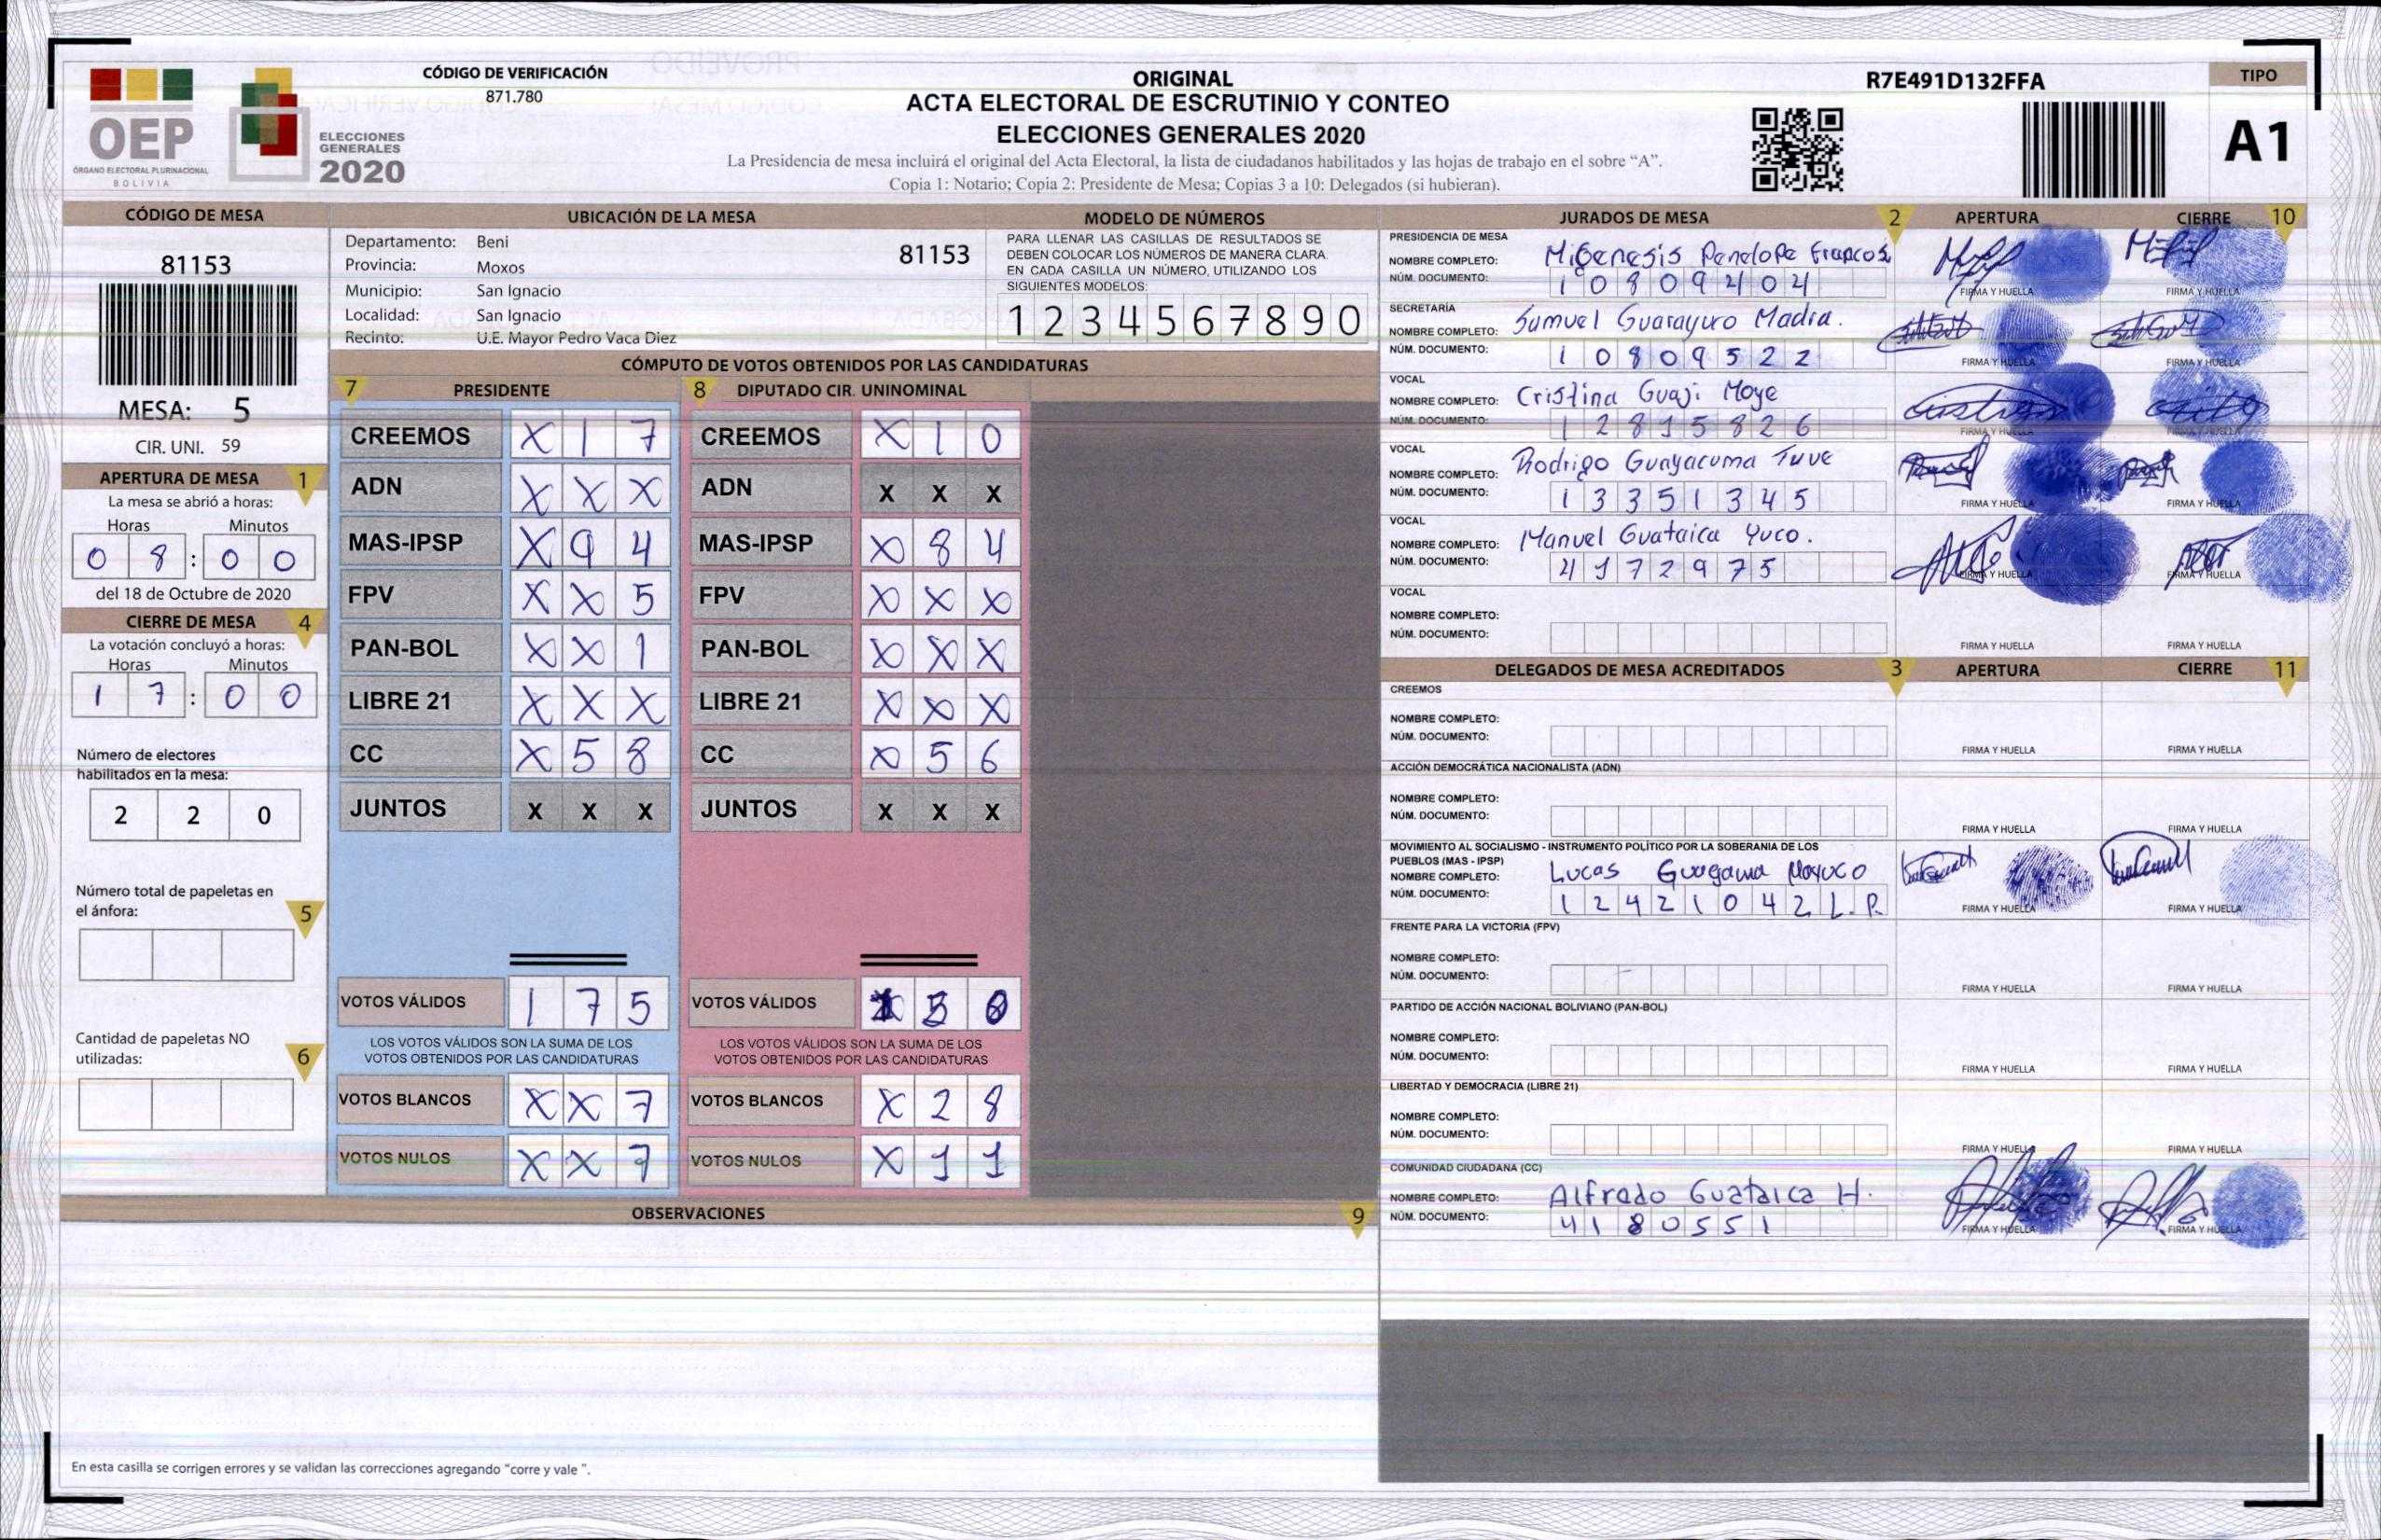 CÓDIGO DE VERIFICACIÓN
871.780
OEP
ÓRGANO ELECTORAL PLURINACIONAL
BOLIVIA
ELECCIONES
GENERALES
2020
ORIGINAL
ACTA ELECTORAL DE ESCRUTINIO Y CONTEO
ELECCIONES GENERALES 2020
La Presidencia de mesa incluirá el original del Acta Electoral, la lista de ciudadanos habilitados y las hojas de trabajo en el sobre “A”.
Copia 1: Notario; Copia 2: Presidente de Mesa; Copias 3 a 10: Delegados (si hubieran).
R7E491D132FFA
TIPO
A1
CÓDIGO DE MESA
81153
MESA: 5
CIR. UNI. 59
APERTURA DE MESA 1
La mesa se abrió a horas:
Horas Minutos
0 8 : 0 0
del 18 de Octubre de 2020
CIERRE DE MESA 4
La votación concluyó a horas:
Horas Minutos
1 7 : 0 0
Número de electores
habilitados en la mesa:
2 2 0
Número total de papeletas en
el ánfora: 5
Cantidad de papeletas NO
utilizadas: 6
UBICACIÓN DE LA MESA
Departamento: Beni
81153
Provincia: Moxos
Municipio: San Ignacio
Localidad: San Ignacio
Recinto: U.E. Mayor Pedro Vaca Diez
MODELO DE NÚMEROS
PARA LLENAR LAS CASILLAS DE RESULTADOS SE
DEBEN COLOCAR LOS NÚMEROS DE MANERA CLARA.
EN CADA CASILLA UN NÚMERO, UTILIZANDO LOS
SIGUIENTES MODELOS:
1 2 3 4 5 6 7 8 9 0
CÓMPUTO DE VOTOS OBTENIDOS POR LAS CANDIDATURAS
7 PRESIDENTE
CREEMOS X 1 7
ADN X X X
MAS-IPSP X 9 4
FPV X X 5
PAN-BOL X X 1
LIBRE 21 X X X
CC X 5 8
JUNTOS X X X
VOTOS VÁLIDOS 1 7 5
LOS VOTOS VÁLIDOS SON LA SUMA DE LOS
VOTOS OBTENIDOS POR LAS CANDIDATURAS
VOTOS BLANCOS X X 7
VOTOS NULOS X X 7
8 DIPUTADO CIR. UNINOMINAL
CREEMOS X 1 0
ADN X X X
MAS-IPSP X 8 4
FPV X X X
PAN-BOL X X X
LIBRE 21 X X X
CC X 5 6
JUNTOS X X X
VOTOS VÁLIDOS
LOS VOTOS VÁLIDOS SON LA SUMA DE LOS
VOTOS OBTENIDOS POR LAS CANDIDATURAS
VOTOS BLANCOS X 2 8
VOTOS NULOS X 1 1
OBSERVACIONES 9
En esta casilla se corrigen errores y se validan las correcciones agregando “corre y vale ”.
JURADOS DE MESA 2 APERTURA CIERRE 10
PRESIDENCIA DE MESA
NOMBRE COMPLETO: Migenesis Penelope Francos
NÚM. DOCUMENTO: 1 0 8 0 9 2 4 0 4
FIRMA Y HUELLA FIRMA Y HUELLA
SECRETARÍA
NOMBRE COMPLETO: Samuel Guarayuro Madra.
NÚM. DOCUMENTO: 1 0 8 0 9 5 2 2
FIRMA Y HUELLA FIRMA Y HUELLA
VOCAL
NOMBRE COMPLETO: Cristina Guaji Moye
NÚM. DOCUMENTO: 1 2 8 1 5 8 2 6
FIRMA Y HUELLA FIRMA Y HUELLA
VOCAL
NOMBRE COMPLETO: Rodrigo Guayacuma Tuve
NÚM. DOCUMENTO: 1 3 3 5 1 3 4 5
FIRMA Y HUELLA FIRMA Y HUELLA
VOCAL
NOMBRE COMPLETO: Manuel Guataica Yuco.
NÚM. DOCUMENTO: 4 1 7 2 9 7 5
FIRMA Y HUELLA FIRMA Y HUELLA
VOCAL
NOMBRE COMPLETO:
NÚM. DOCUMENTO:
FIRMA Y HUELLA FIRMA Y HUELLA
DELEGADOS DE MESA ACREDITADOS 3 APERTURA CIERRE 11
CREEMOS
NOMBRE COMPLETO:
NÚM. DOCUMENTO:
FIRMA Y HUELLA FIRMA Y HUELLA
ACCIÓN DEMOCRÁTICA NACIONALISTA (ADN)
NOMBRE COMPLETO:
NÚM. DOCUMENTO:
FIRMA Y HUELLA FIRMA Y HUELLA
MOVIMIENTO AL SOCIALISMO - INSTRUMENTO POLÍTICO POR LA SOBERANIA DE LOS
PUEBLOS (MAS - IPSP)
NOMBRE COMPLETO: Lucas
NÚM. DOCUMENTO: 1 2 4 2 1 0 4 2 L.P.
FIRMA Y HUELLA FIRMA Y HUELLA
FRENTE PARA LA VICTORIA (FPV)
NOMBRE COMPLETO:
NÚM. DOCUMENTO:
FIRMA Y HUELLA FIRMA Y HUELLA
PARTIDO DE ACCIÓN NACIONAL BOLIVIANO (PAN-BOL)
NOMBRE COMPLETO:
NÚM. DOCUMENTO:
FIRMA Y HUELLA FIRMA Y HUELLA
LIBERTAD Y DEMOCRACIA (LIBRE 21)
NOMBRE COMPLETO:
NÚM. DOCUMENTO:
FIRMA Y HUELLA FIRMA Y HUELLA
COMUNIDAD CIUDADANA (CC)
NOMBRE COMPLETO: Alfredo Guataica H.
NÚM. DOCUMENTO: 4 1 8 0 5 5 1
FIRMA Y HUELLA FIRMA Y HUELLA